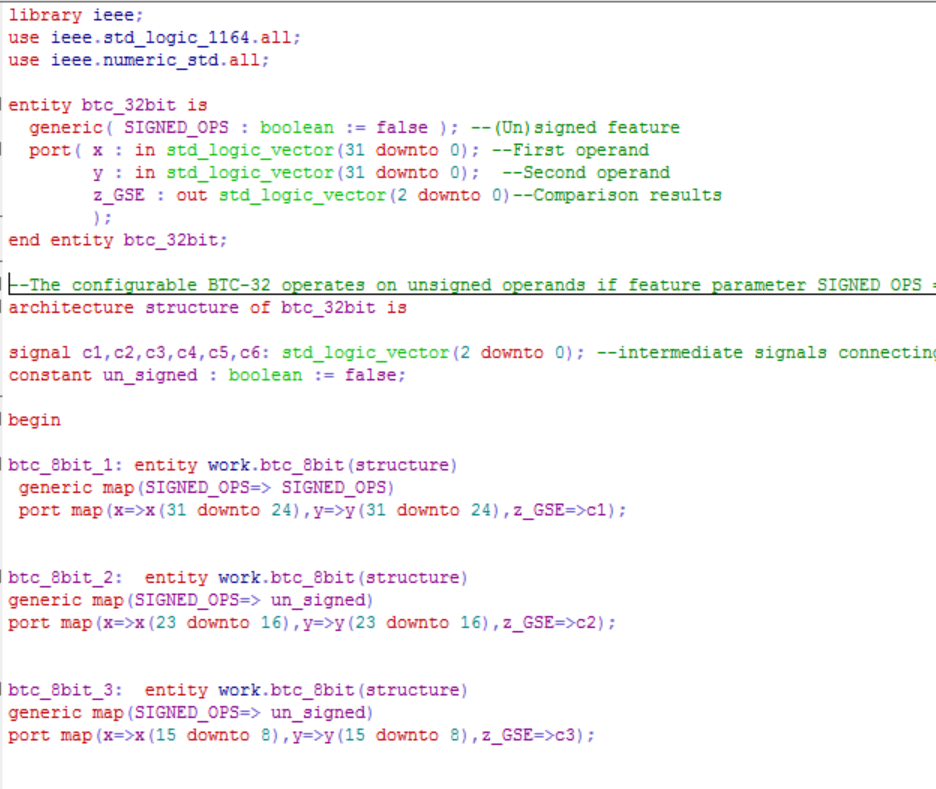 library ieee;
use ieee.std_logic_1164.all;
use ieee.numeric_std.all;
entity btc_32bit is
generic( SIGNED_OPS : boolean := false ); --(Un)signed feature
port( x : in std_logic_vector(31 downto 0); --First operand
y : in std_logic_vector(31 downto 0);  --Second operand
z_GSE : out std_logic_vector(2 downto 0)--Comparison results
);
end entity btc_32bit;
--The configurable BTC-32 operates on unsigned operands if feature parameter SIGNED OPS =
architecture structure of btc_32bit is
signal c1,c2,c3,c4,c5,c6: std_logic_vector(2 downto 0); --intermediate signals connecting
constant un_signed : boolean := false;
begin
btc_8bit_1: entity work.btc_8bit(structure)
generic map(SIGNED_OPS=> SIGNED_OPS)
port map(x=>x(31 downto 24),y=>y(31 downto 24),z_GSE=>c1);
btc_8bit_2:  entity work.btc_8bit(structure)
generic map(SIGNED_OPS=> un_signed)
port map(x=>x(23 downto 16),y=>y(23 downto 16),z_GSE=>c2);
btc_8bit_3:  entity work.btc_8bit(structure)
generic map(SIGNED_OPS=> un_signed)
port map(x=>x(15 downto 8),y=>y(15 downto 8),z_GSE=>c3);